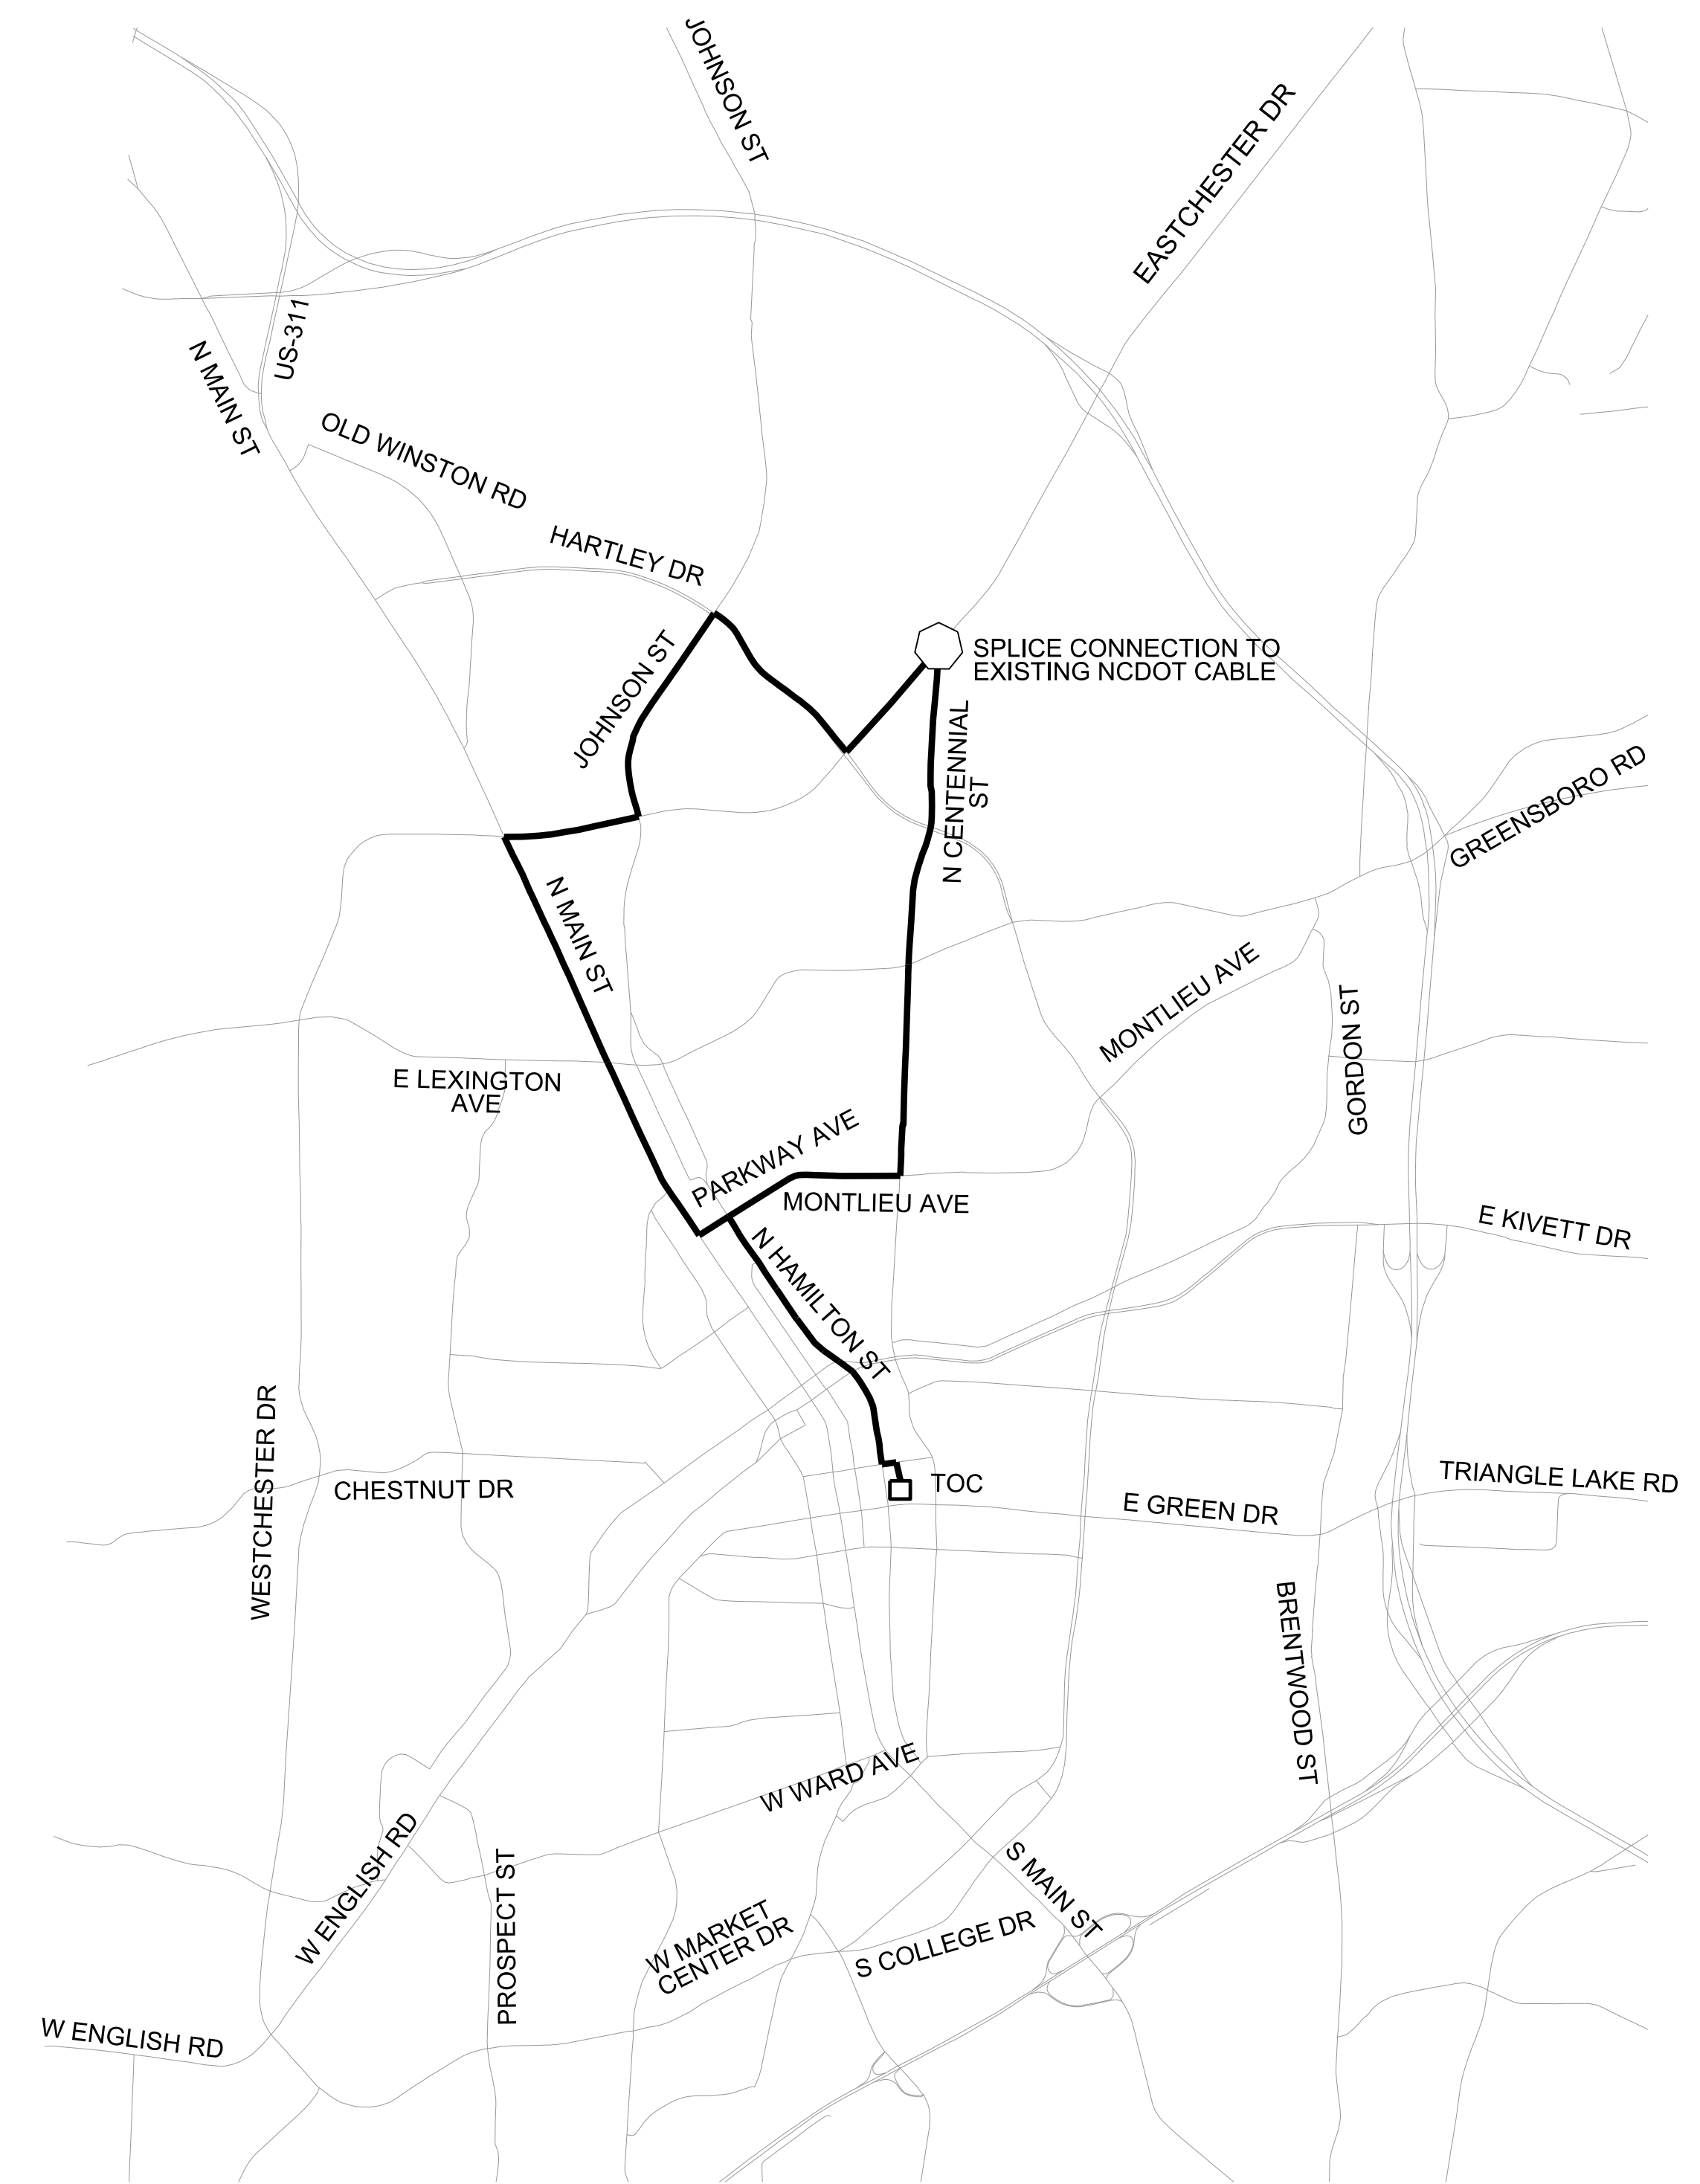 JOHNSON ST
EASTCHESTER DR
US-311
N MAIN ST
OLD WINSTON RD
HARTLEY DR
JOHNSON ST
SPLICE CONNECTION TO
EXISTING NCDOT CABLE
N CENTENNIAL
ST
GREENSBORO RD
N MAIN ST
MONTLIEU AVE
GORDON ST
E LEXINGTON
AVE
PARKWAY AVE
MONTLIEU AVE
E KIVETT DR
N HAMILTON ST
WESTCHESTER DR
CHESTNUT DR
TOC
TRIANGLE LAKE RD
E GREEN DR
BRENTWOOD ST
W WARD AVE
W ENGLISH RD
PROSPECT ST
S MAIN ST
W MARKET
CENTER DR
S COLLEGE DR
W ENGLISH RD